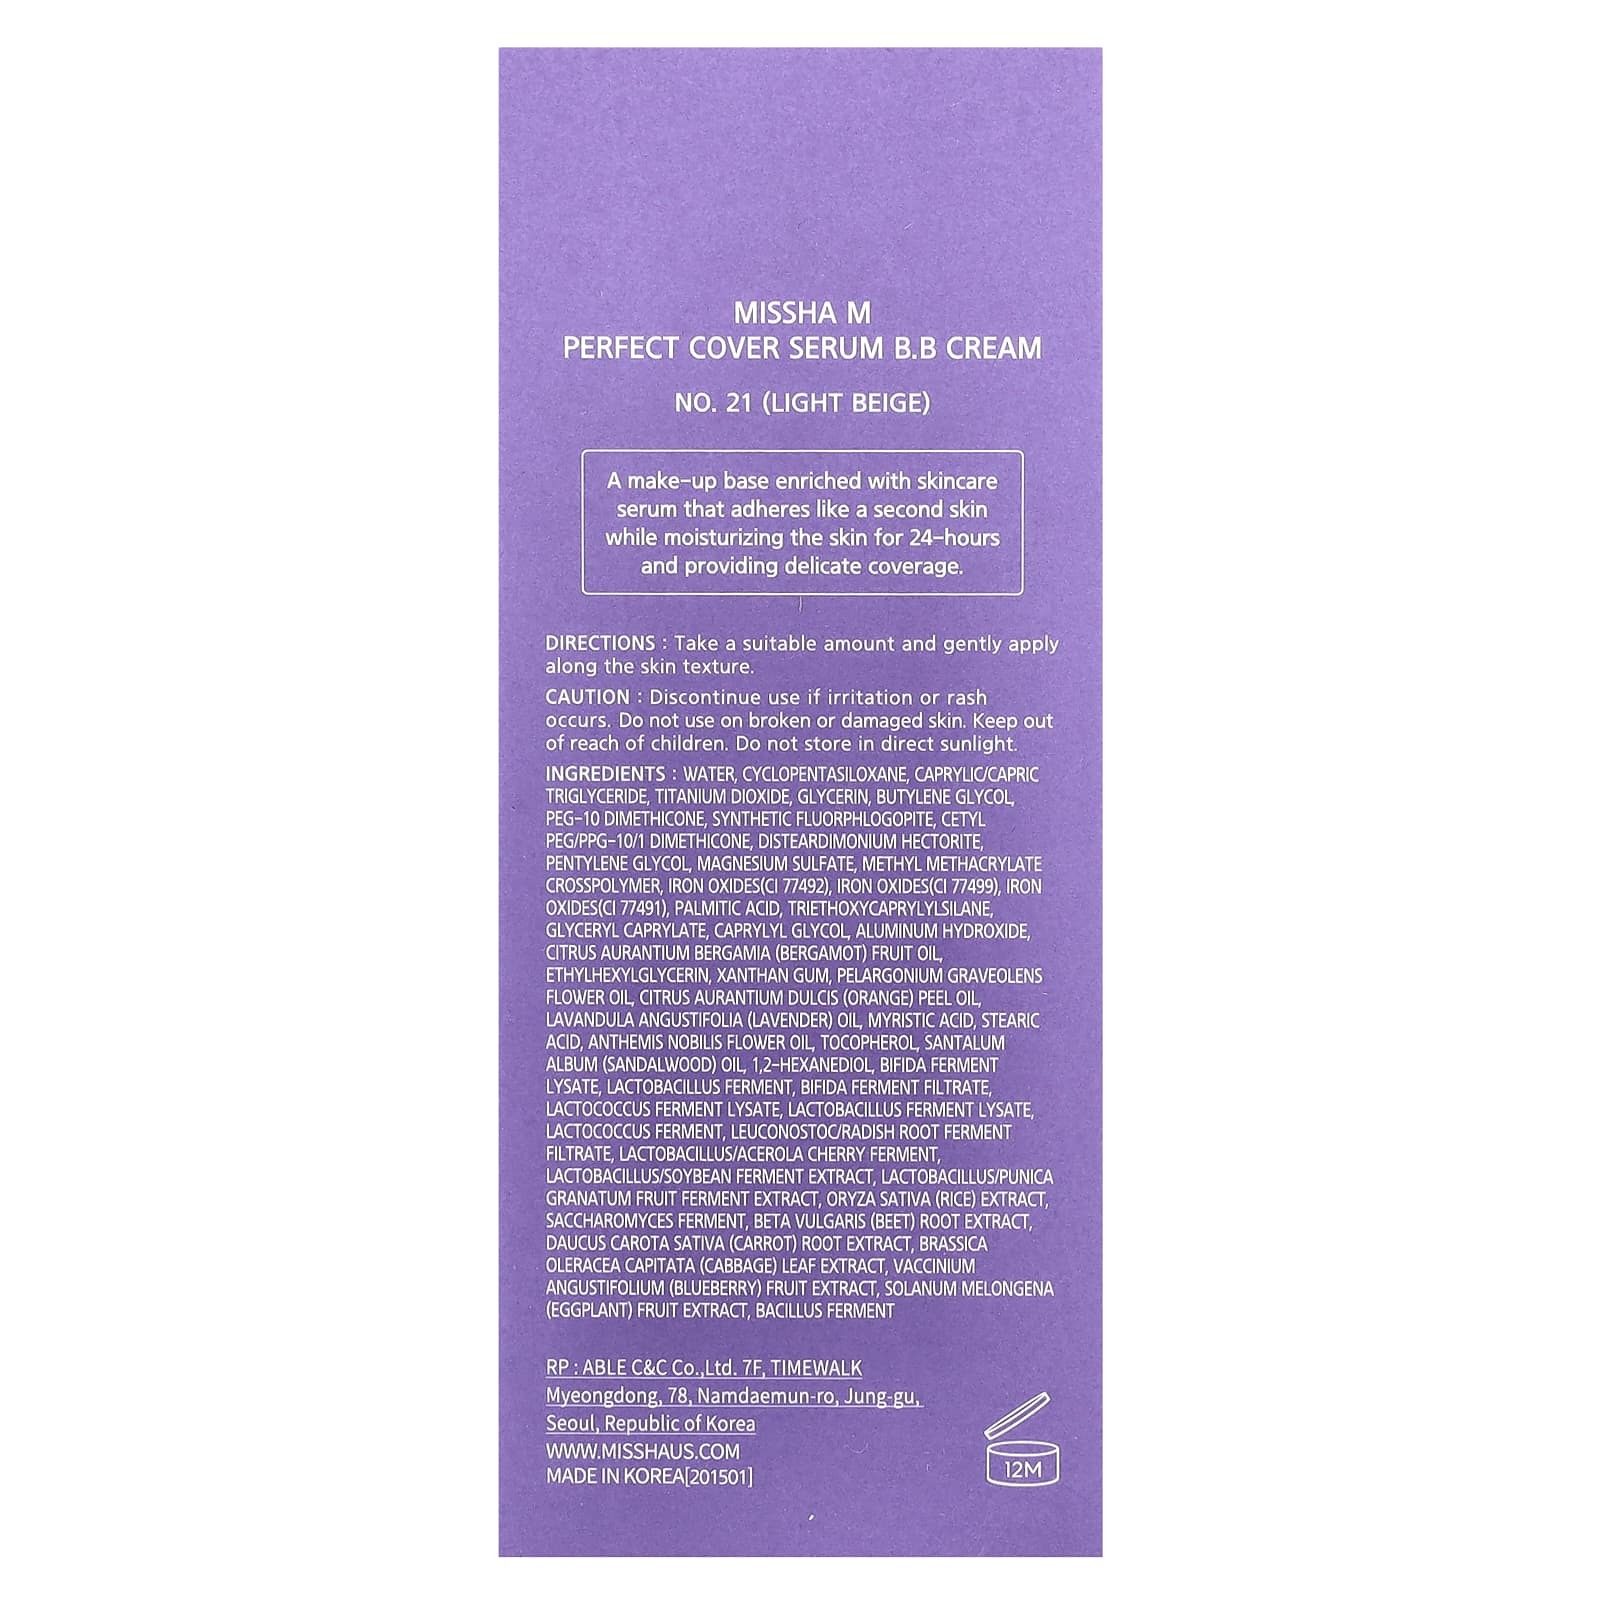 MISSHA M
PERFECT COVER SERUM B.B CREAM
NO. 21 (LIGHT BEIGE)
A make-up base enriched with skincare
serum that adheres like a second skin
while moisturizing the skin for 24-hours
and providing delicate coverage.
DIRECTIONS : Take a suitable amount and gently apply
along the skin texture.
CAUTION : Discontinue use if irritation or rash
occurs. Do not use on broken or damaged skin. Keep out
of reach of children. Do not store in direct sunlight.
INGREDIENTS : WATER, CYCLOPENTASILOXANE, CAPRYLIC/CAPRIC
TRIGLYCERIDE, TITANIUM DIOXIDE, GLYCERIN, BUTYLENE GLYCOL,
PEG-10 DIMETHICONE, SYNTHETIC FLUORPHLOGOPITE, CETYL
PEG/PPG-10/1 DIMETHICONE, DISTEARDIMONIUM HECTORITE,
PENTYLENE GLYCOL, MAGNESIUM SULFATE, METHYL METHACRYLATE
CROSSPOLYMER, IRON OXIDES(CI 77492), IRON OXIDES(CI 77499), IRON
OXIDES(CI 77491), PALMITIC ACID, TRIETHOXYCAPRYLYLSILANE,
GLYCERYL CAPRYLATE, CAPRYLYL GLYCOL, ALUMINUM HYDROXIDE,
CITRUS AURANTIUM BERGAMIA (BERGAMOT) FRUIT OIL,
ETHYLHEXYLGLYCERIN, XANTHAN GUM, PELARGONIUM GRAVEOLENS
FLOWER OIL, CITRUS AURANTIUM DULCIS (ORANGE) PEEL OIL,
LAVANDULA ANGUSTIFOLIA (LAVENDER) OIL, MYRISTIC ACID, STEARIC
ACID, ANTHEMIS NOBILIS FLOWER OIL, TOCOPHEROL, SANTALUM
ALBUM (SANDALWOOD) OIL, 1,2-HEXANEDIOL, BIFIDA FERMENT
LYSATE, LACTOBACILLUS FERMENT, BIFIDA FERMENT FILTRATE,
LACTOCOCCUS FERMENT LYSATE, LACTOBACILLUS FERMENT LYSATE,
LACTOCOCCUS FERMENT, LEUCONOSTOC/RADISH ROOT FERMENT
FILTRATE, LACTOBACILLUS/ACEROLA CHERRY FERMENT,
LACTOBACILLUS/SOYBEAN FERMENT EXTRACT, LACTOBACILLUS/PUNICA
GRANATUM FRUIT FERMENT EXTRACT, ORYZA SATIVA (RICE) EXTRACT,
SACCHAROMYCES FERMENT, BETA VULGARIS (BEET) ROOT EXTRACT,
DAUCUS CAROTA SATIVA (CARROT) ROOT EXTRACT, BRASSICA
OLERACEA CAPITATA (CABBAGE) LEAF EXTRACT, VACCINIUM
ANGUSTIFOLIUM (BLUEBERRY) FRUIT EXTRACT, SOLANUM MELONGENA
(EGGPLANT) FRUIT EXTRACT, BACILLUS FERMENT
RP : ABLE C&C Co.,Ltd. 7F, TIMEWALK
Myeongdong, 78, Namdaemun-ro, Jung-gu,
Seoul, Republic of Korea
WWW.MISSHAUS.COM
MADE IN KOREA[201501]
12M